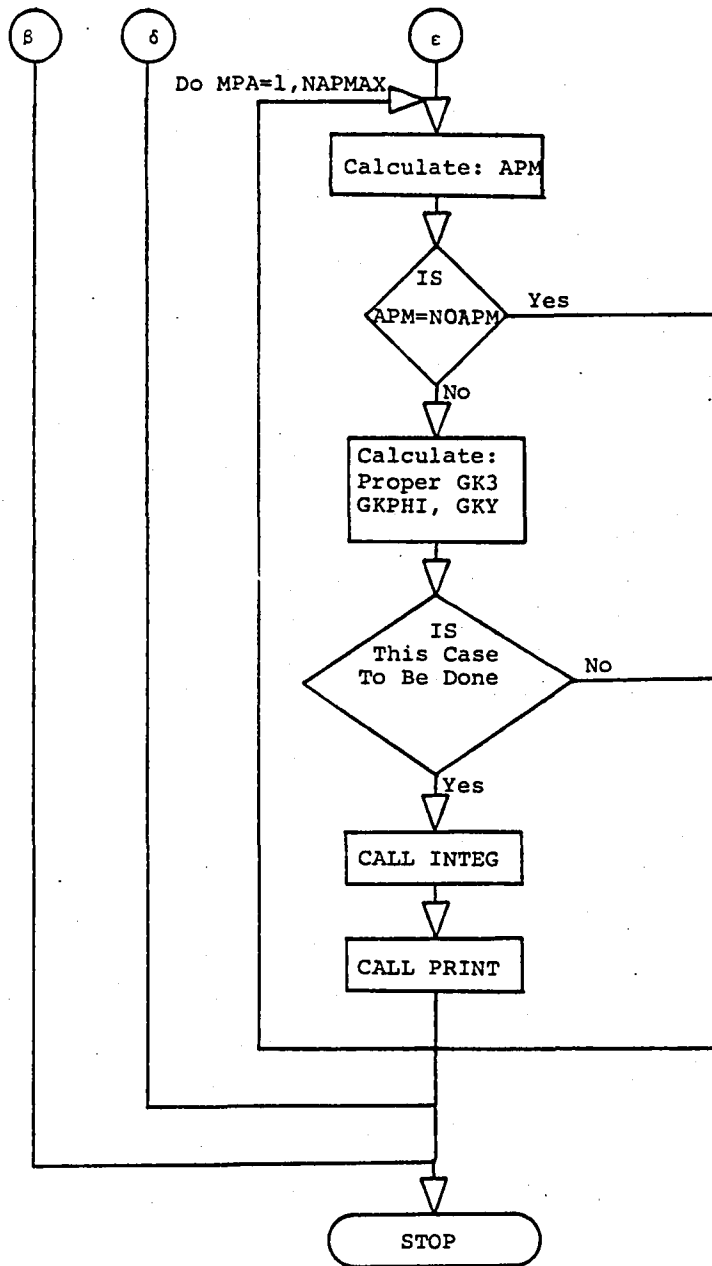 β
δ
ε
Do MPA=1,NAPMAX
Calculate: APM
IS
APM=NOAPM
Yes
No
Calculate:
Proper GK3
GKPHI, GKY
IS
This Case
To Be Done
No
Yes
CALL INTEG
CALL PRINT
STOP